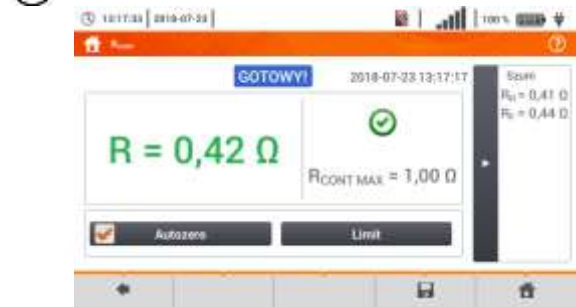 13:17:33 2018-07-23 100%
RCONT
GOTOWY! 2018-07-23 13:17:17
R = 0,42 Ω
RCONT MAX = 1,00 Ω
Autozero Limit
RR = 0,41 Ω
RF = 0,44 Ω